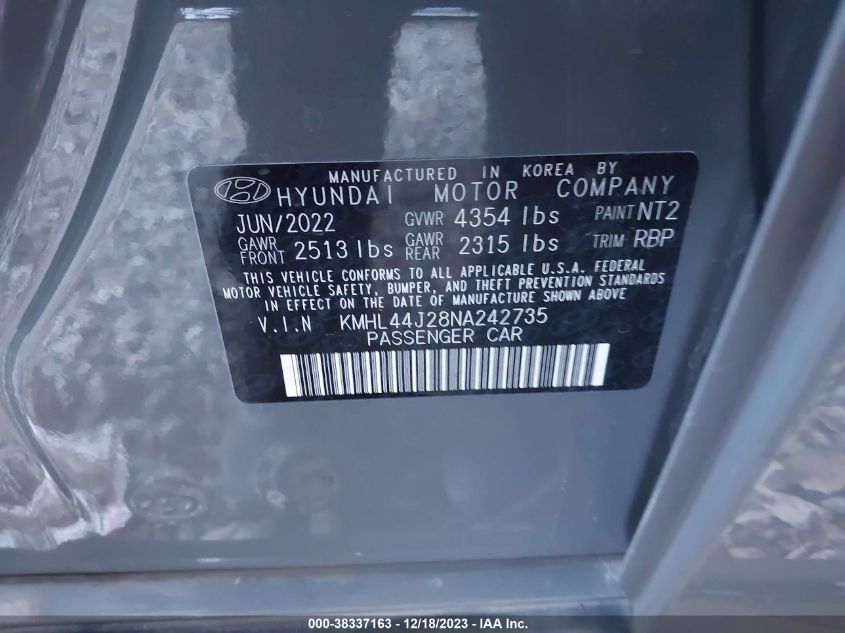 MANUFACTURED IN KOREA BY
HYUNDAI MOTOR COMPANY
JUN/2022 GVWR 4354 lbs PAINT NT2
GAWR FRONT 2513 lbs GAWR REAR 2315 lbs TRIM RBP
THIS VEHICLE CONFORMS TO ALL APPLICABLE U.S.A. FEDERAL
MOTOR VEHICLE SAFETY, BUMPER, AND THEFT PREVENTION STANDARDS
IN EFFECT ON THE DATE OF MANUFACTURE SHOWN ABOVE
V.I.N KMHL44J28NA242735
PASSENGER CAR
000-38337163 - 12/18/2023 - IAA Inc.